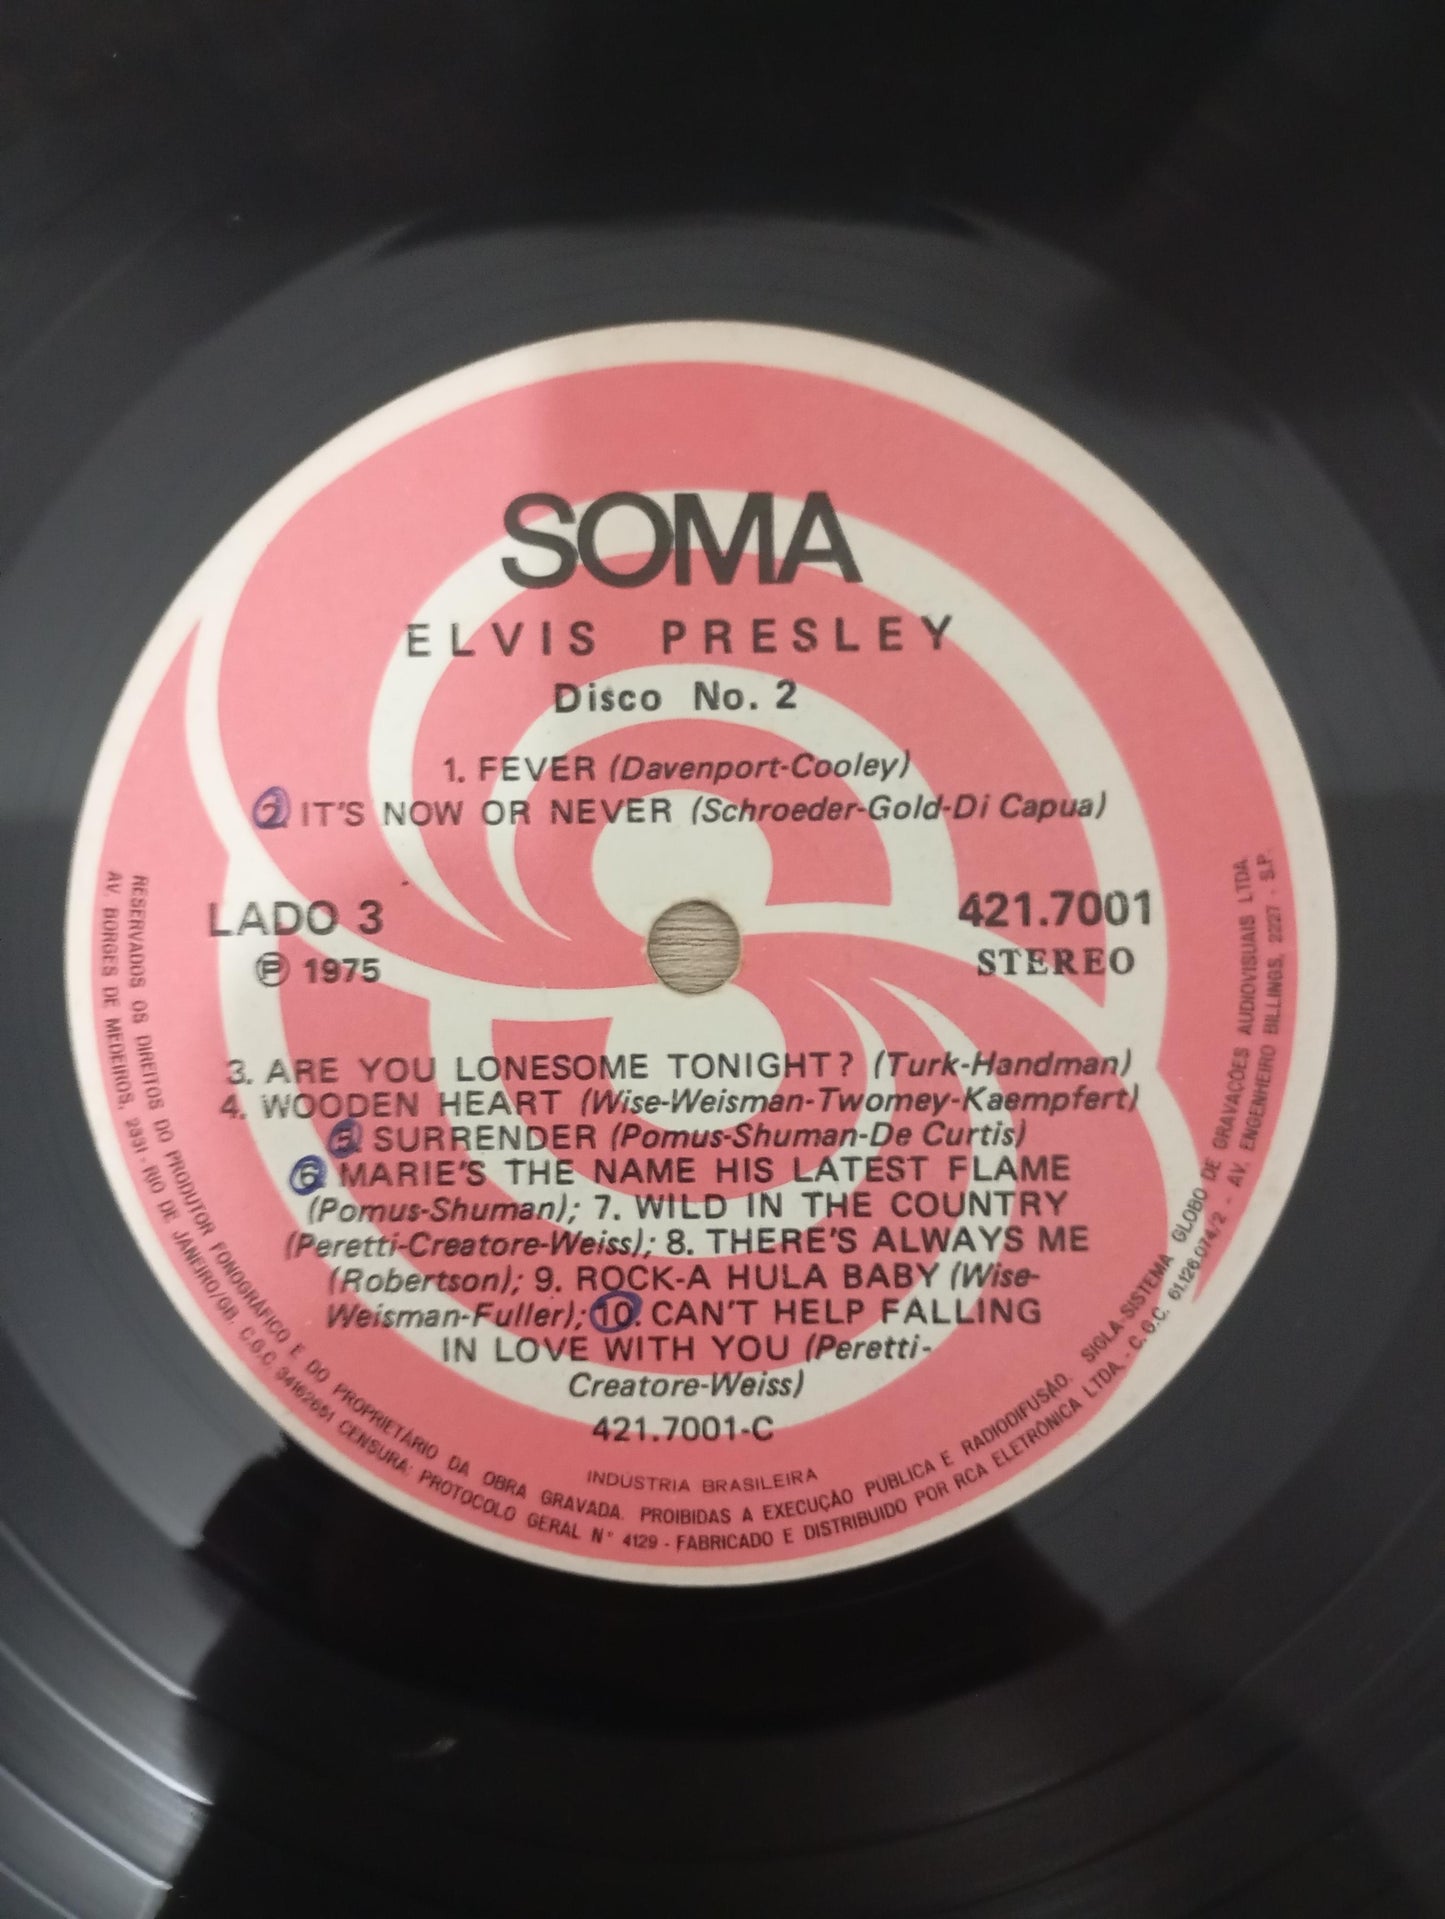 SOMA
ELVIS PRESLEY
Disco No. 2
1. FEVER (Davenport-Cooley)
2. IT'S NOW OR NEVER (Schroeder-Gold-Di Capua)
LADO 3
℗ 1975
421.7001
STEREO
3. ARE YOU LONESOME TONIGHT? (Turk-Handman)
4. WOODEN HEART (Wise-Weisman-Twomey-Kaempfert)
5. SURRENDER (Pomus-Shuman-De Curtis)
6. MARIE'S THE NAME HIS LATEST FLAME
(Pomus-Shuman); 7. WILD IN THE COUNTRY
(Peretti-Creatore-Weiss); 8. THERE'S ALWAYS ME
(Robertson); 9. ROCK-A HULA BABY (Wise-
Weisman-Fuller); 10. CAN'T HELP FALLING
IN LOVE WITH YOU (Peretti-
Creatore-Weiss)
421.7001-C
INDÚSTRIA BRASILEIRA
RESERVADOS OS DIREITOS DO PRODUTOR FONOGRÁFICO E DO PROPRIETÁRIO DA OBRA GRAVADA. PROIBIDAS A EXECUÇÃO PÚBLICA E RADIODIFUSÃO. SIGLA-SISTEMA GLOBO DE GRAVAÇÕES AUDIOVISUAIS LTDA
AV. BORGES DE MEDEIROS, 2331 - RIO DE JANEIRO/GB. C.G.C. 34162651 CENSURA: PROTOCOLO GERAL N° 4129 - FABRICADO E DISTRIBUIDO POR RCA ELETRÔNICA LTDA - C.G.C. 61.126.074/2 - AV. ENGENHEIRO BILLINGS, 2227 - S.P.